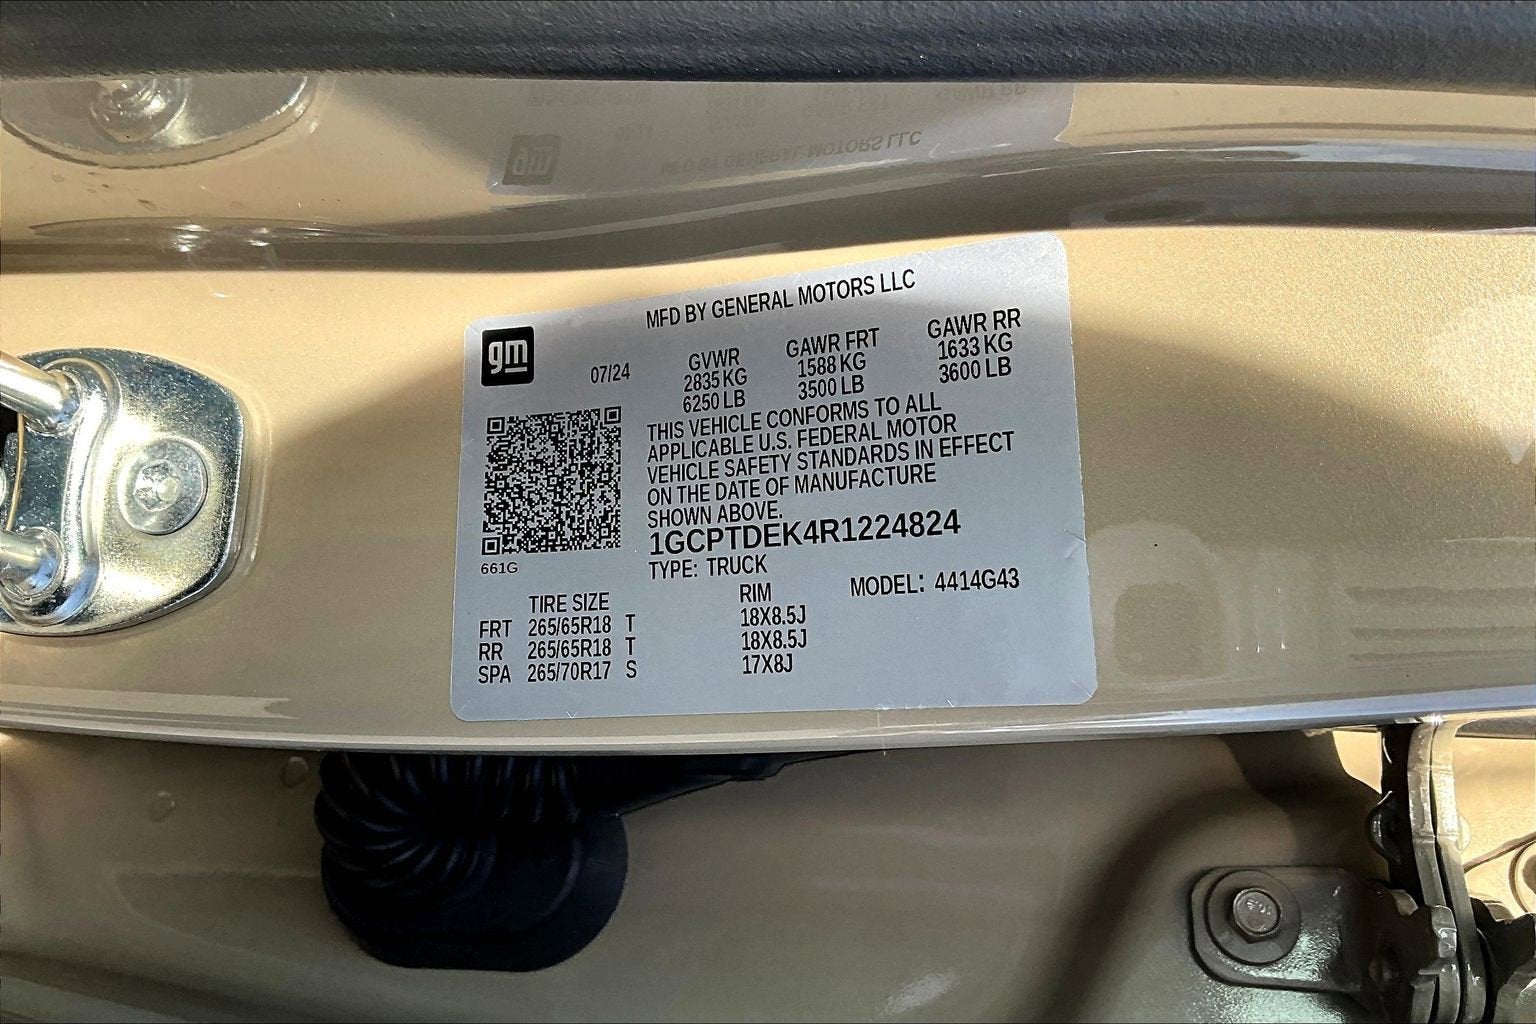 MFD BY GENERAL MOTORS LLC
gm
07/24
GVWR GAWR FRT GAWR RR
2835 KG 1588 KG 1633 KG
6250 LB 3500 LB 3600 LB
THIS VEHICLE CONFORMS TO ALL
APPLICABLE U.S. FEDERAL MOTOR
VEHICLE SAFETY STANDARDS IN EFFECT
ON THE DATE OF MANUFACTURE
SHOWN ABOVE.
1GCPTDEK4R1224824
661G
TYPE: TRUCK
MODEL: 4414G43
TIRE SIZE RIM
FRT 265/65R18 T 18X8.5J
RR 265/65R18 T 18X8.5J
SPA 265/70R17 S 17X8J